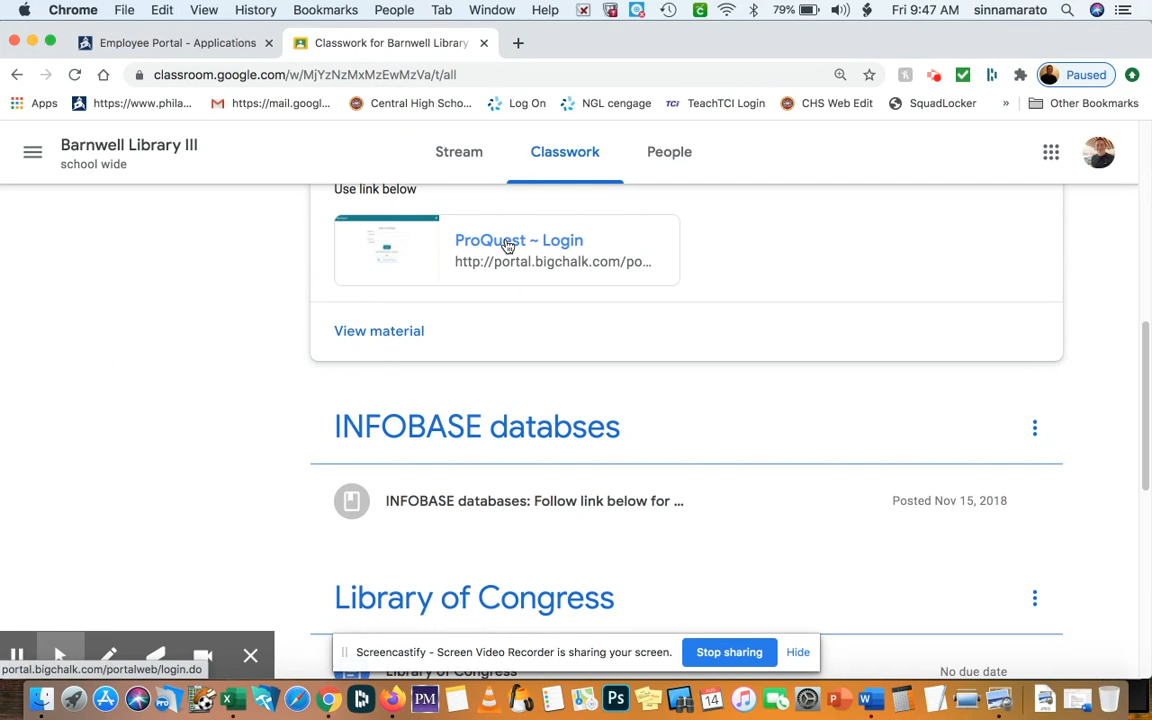 Chrome File Edit View History Bookmarks People Tab Window Help 79% Fri 9:47 AM sinnamarato
Employee Portal - Applications Classwork for Barnwell Library
classroom.google.com/w/MjYzNzMxMzEwMzVa/t/all Paused
Apps https://www.phila... https://mail.googl... Central High Scho... Log On NGL cengage TCI TeachTCI Login CHS Web Edit SquadLocker » Other Bookmarks
Barnwell Library III
school wide
Stream Classwork People
Use link below
ProQuest ~ Login
http://portal.bigchalk.com/po...
View material
INFOBASE databses
INFOBASE databases: Follow link below for ... Posted Nov 15, 2018
Library of Congress
Screencastify - Screen Video Recorder is sharing your screen. Stop sharing Hide
portal.bigchalk.com/portalweb/login.do
Library of Congress No due date
PM Ps AUG 14